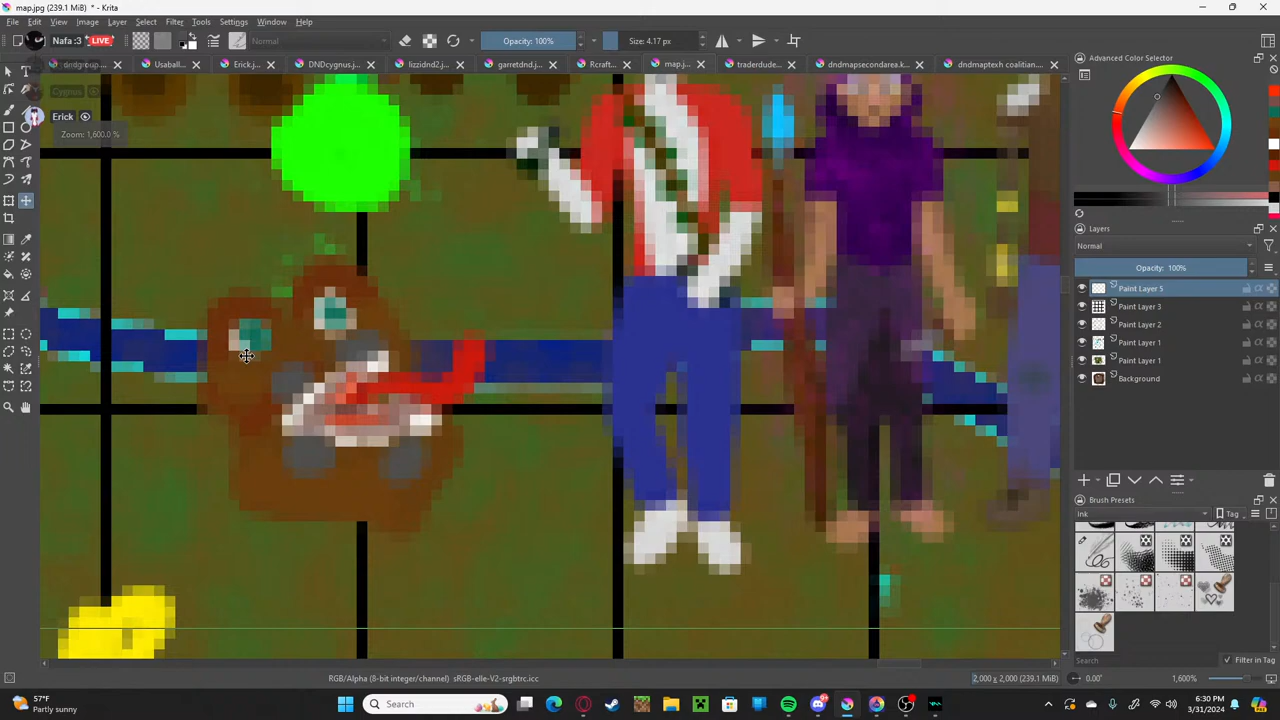 map.jpg (239.1 MiB) * - Krita
File Edit View Image Layer Select Filter Tools Settings Window Help
Nafa :3 LIVE Normal Opacity: 100% Size: 4.17 px
Usaball... Erick.j... DNDcygnus.j... lizzidnd2.j... garretdnd.j... Rcraft... map.j... traderdude... dndmapsecondarea.k... dndmaptexh coalitian....
Cygnus
Erick
Zoom: 1,600.0 %
Advanced Color Selector
Layers
Normal
Opacity: 100%
Paint Layer 5
Paint Layer 3
Paint Layer 2
Paint Layer 1
Paint Layer 1
Background
Brush Presets
Ink Tag
Search Filter in Tag
RGB/Alpha (8-bit integer/channel) sRGB-elle-V2-srgbtrc.icc 2,000 x 2,000 (239.1 MiB) 0.00° 1,600%
57°F
Partly sunny
Search
6:30 PM
3/31/2024